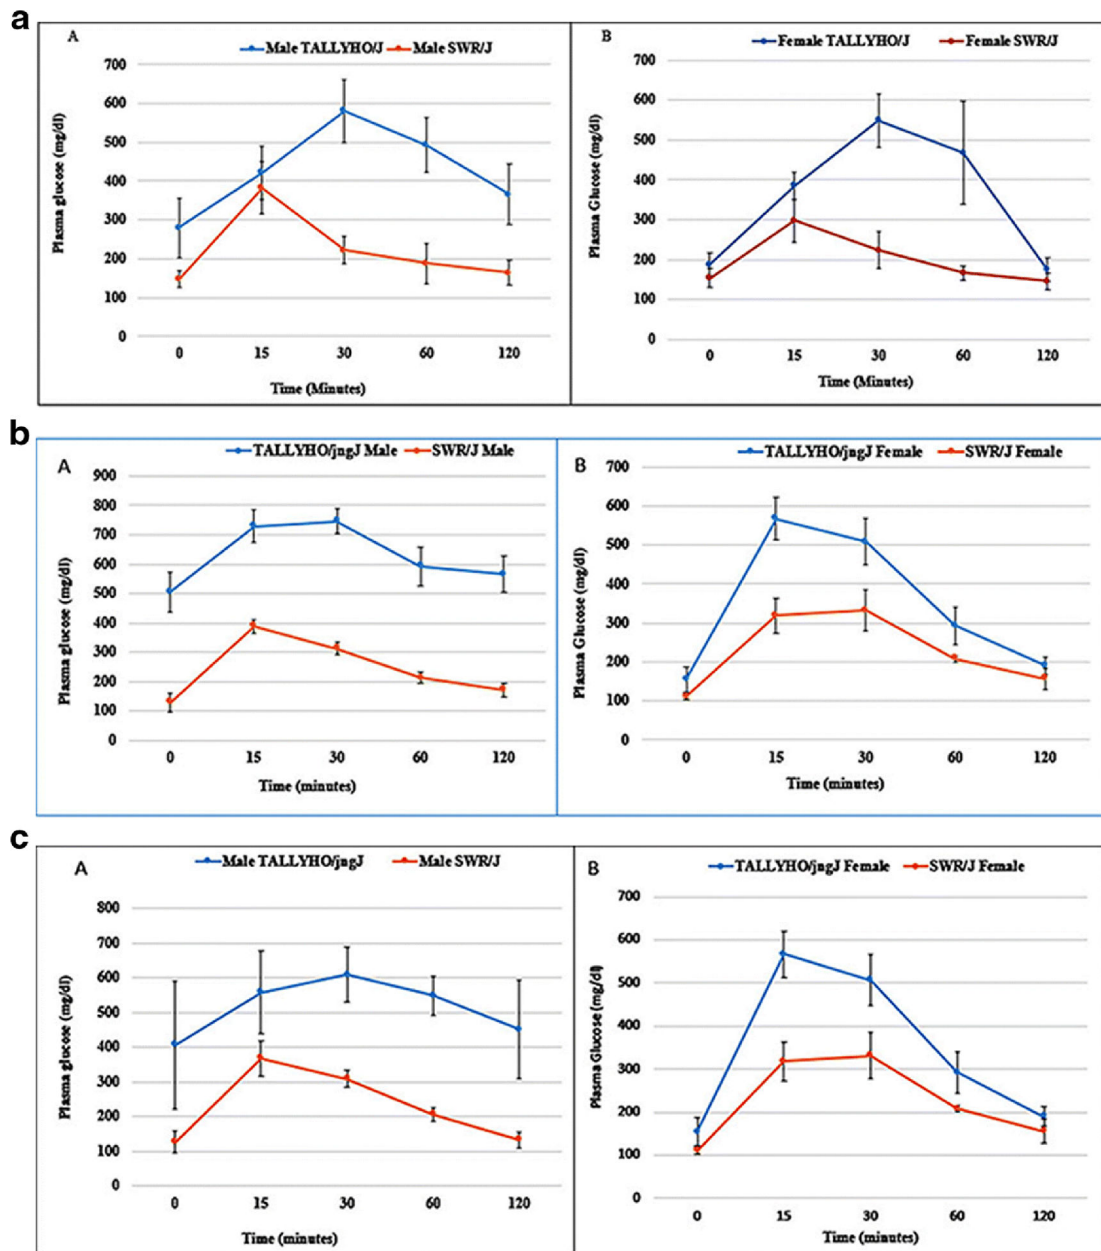 a
A
Male TALLYHO/J Male SWR/J
700
600
500
400
300
200
100
0
Plasma glucose (mg/dl)
0 15 30 60 120
Time (Minutes)
B
Female TALLYHO/J Female SWR/J
700
600
500
400
300
200
100
0
Plasma Glucose (mg/dl)
0 15 30 60 120
Time (Minutes)
b
A
TALLYHO/jngJ Male SWR/J Male
900
800
700
600
500
400
300
200
100
0
Plasma glucose (mg/dl)
0 15 30 60 120
Time (minutes)
B
TALLYHO/jngJ Female SWR/J Female
700
600
500
400
300
200
100
0
Plasma Glucose (mg/dl)
0 15 30 60 120
Time (minutes)
c
A
Male TALLYHO/jngJ Male SWR/J
800
700
600
500
400
300
200
100
0
Plasma glucose (mg/dl)
0 15 30 60 120
Time (minutes)
B
TALLYHO/jngJ Female SWR/J Female
700
600
500
400
300
200
100
0
Plasma Glucose (mg/dl)
0 15 30 60 120
Time (minutes)